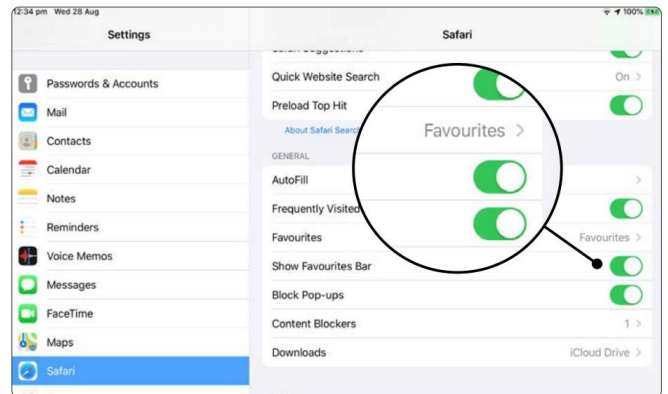 12:34 pm Wed 28 Aug
100%
Settings
Safari
Passwords & Accounts
Mail
Contacts
Calendar
Notes
Reminders
Voice Memos
Messages
FaceTime
Maps
Safari
Safari Suggestions
Quick Website Search
On >
Preload Top Hit
About Safari Search
Favourites >
GENERAL
AutoFill
>
Frequently Visited
Favourites
Favourites >
Show Favourites Bar
Block Pop-ups
Content Blockers
1 >
Downloads
iCloud Drive >